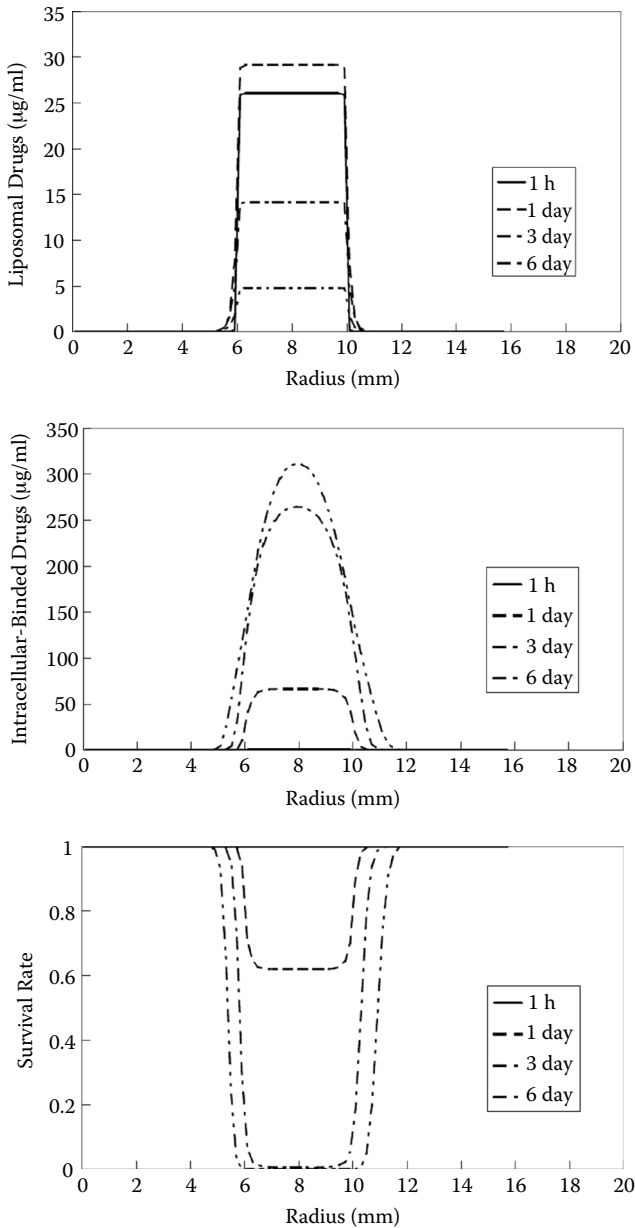 Liposomal Drugs (μg/ml)
35
30
25
20
15
10
5
0
0 2 4 6 8 10 12 14 16 18 20
Radius (mm)
1 h
1 day
3 day
6 day
Intracellular-Binded Drugs (μg/ml)
350
300
250
200
150
100
50
0
0 2 4 6 8 10 12 14 16 18 20
Radius (mm)
1 h
1 day
3 day
6 day
Survival Rate
1
0.8
0.6
0.4
0.2
0
0 2 4 6 8 10 12 14 16 18 20
Radius (mm)
1 h
1 day
3 day
6 day